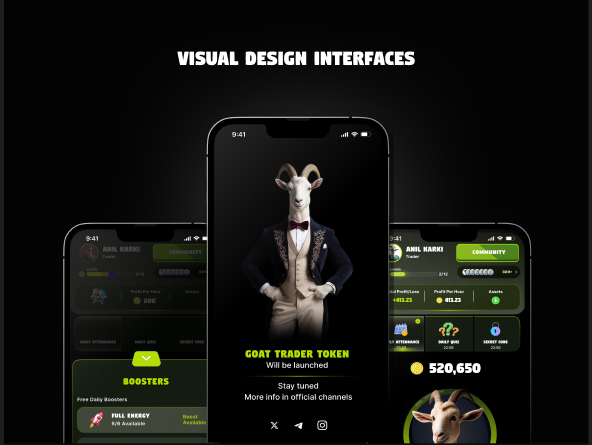 VISUAL DESIGN INTERFACES
9:41
GOAT TRADER TOKEN
Will be launched
Stay tuned
More info in official channels
9:41
ANIL KARKI
Trader
COMMUNITY
Profit Per Hour
Assets
DAILY QUIZ
BOOSTERS
Free Daily Boosters
FULL ENERGY
6/6 Available
Boost
Available
9:41
ANIL KARKI
Trader
COMMUNITY
Profit/Loss
Profit Per Hour
Assets
+413.23
413.23
ATTENDANCE
DAILY QUIZ
SECRET CODE
520,650